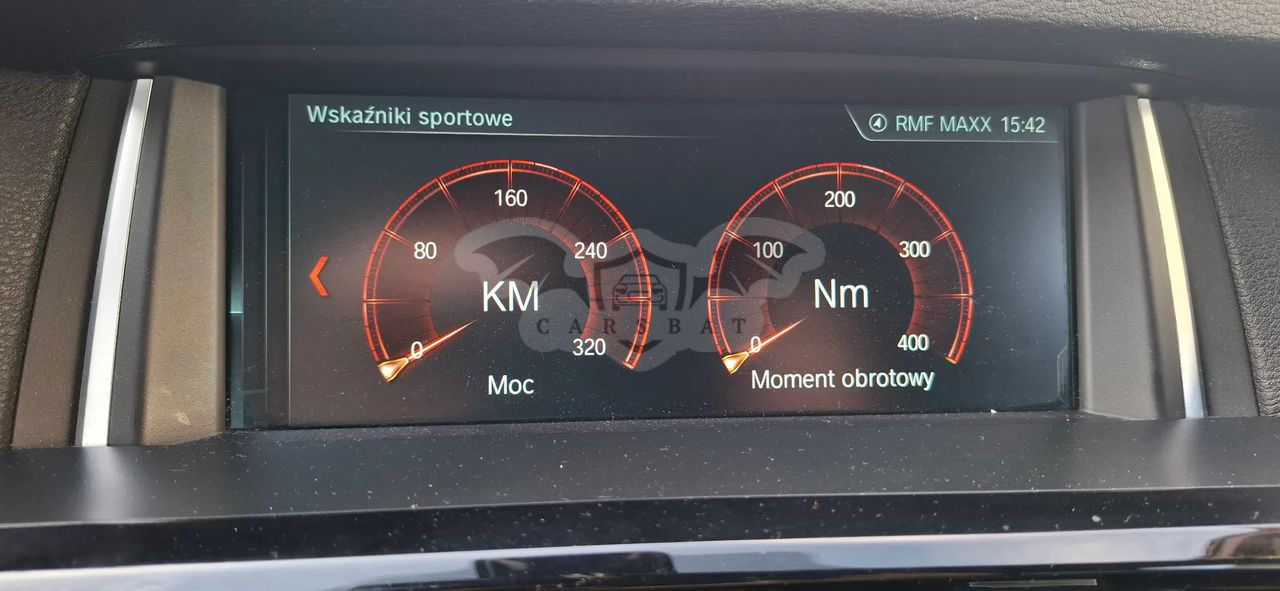 Wskaźniki sportowe
RMF MAXX 15:42
0
80
160
240
320
KM
Moc
0
100
200
300
400
Nm
Moment obrotowy
CARSBAT